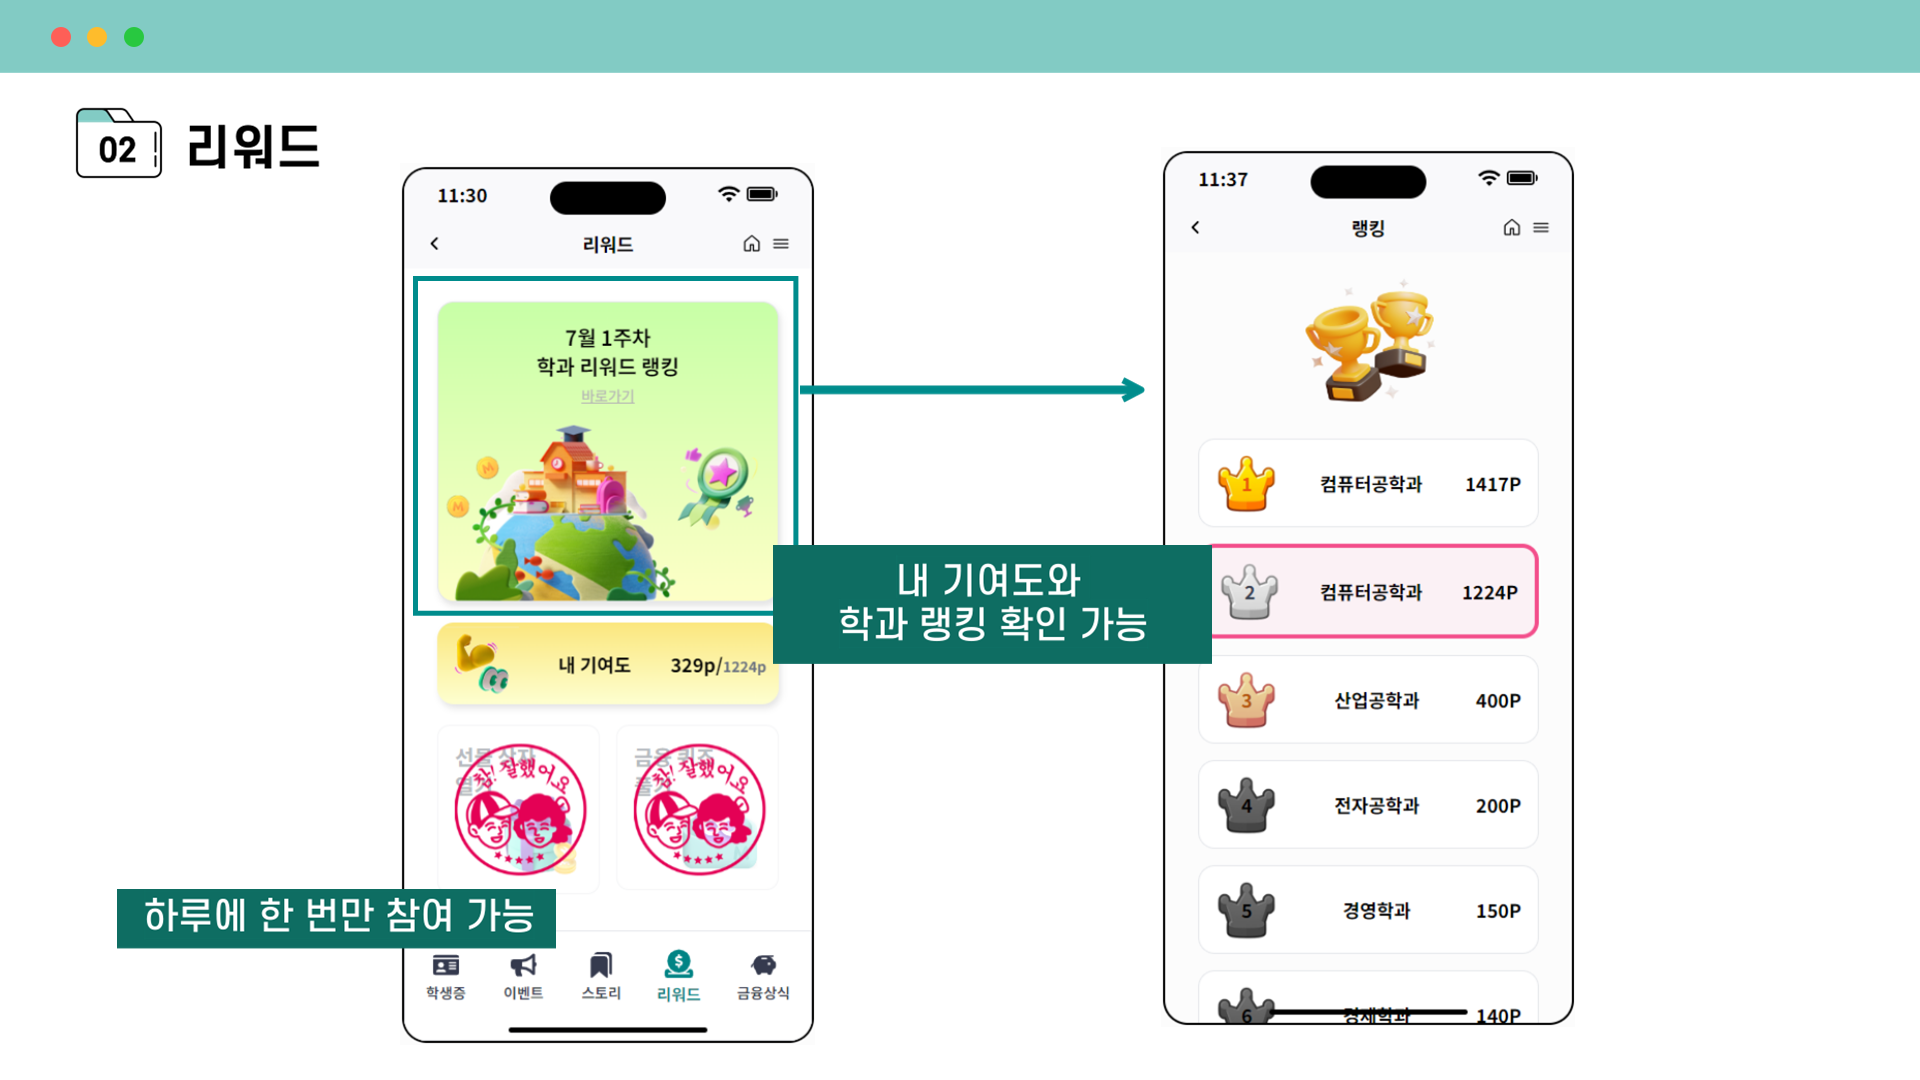 02
리워드
11:30
리워드
7월 1주차
학과 리워드 랭킹
바로가기
내 기여도 329p/1224p
선물 상자
금융 퀴즈
참! 잘했어요
참! 잘했어요
하루에 한 번만 참여 가능
학생증 이벤트 스토리 리워드 금융상식
내 기여도와
학과 랭킹 확인 가능
11:37
랭킹
1 컴퓨터공학과 1417P
2 컴퓨터공학과 1224P
3 산업공학과 400P
4 전자공학과 200P
5 경영학과 150P
6 경제학과 140P